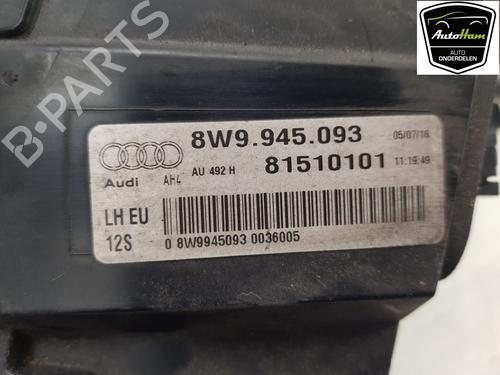 AutoHam
AUTO
ONDERDELEN
B-PARTS
8W9.945.093
05/07/16
Audi
AH4
AU 492 H
81510101
11:19:49
LH EU
12S
0 8W9945093 0036005